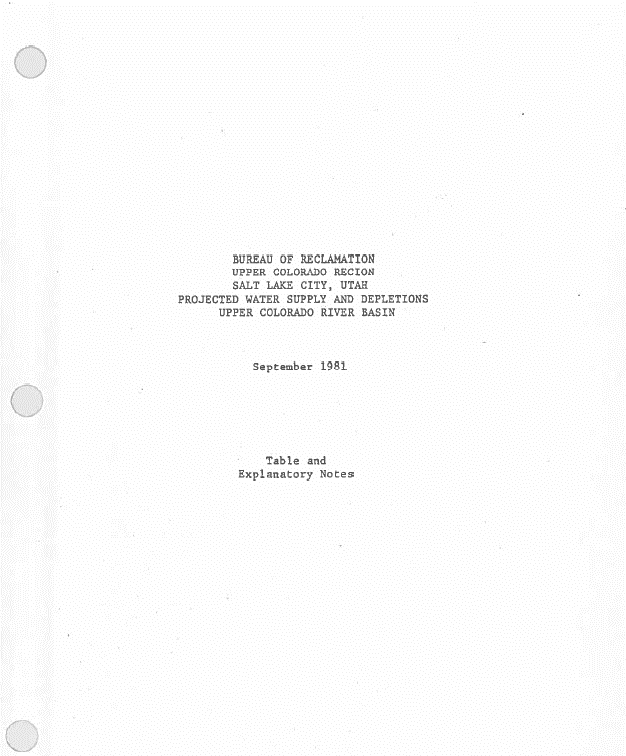 BUREAU OF RECLAMATION
UPPER COLORADO RECION
SALT LAKE CITY, UTAH
PROJECTED WATER SUPPLY AND DEPLETIONS
UPPER COLORADO RIVER BASIN
September 1981
Table and
Explanatory Notes